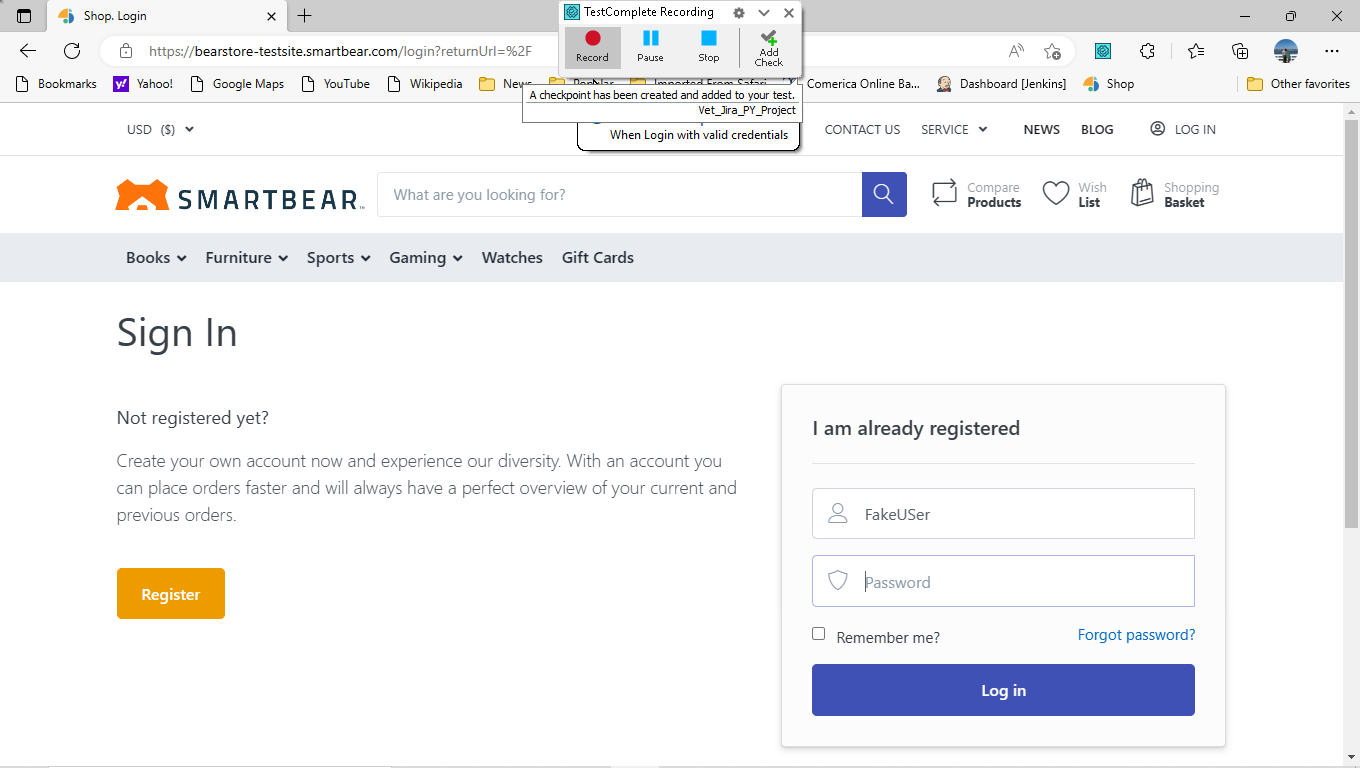 Shop. Login
TestComplete Recording
https://bearstore-testsite.smartbear.com/login?returnUrl=%2F
Record
Pause
Stop
Add
Check
Bookmarks
Yahoo!
Google Maps
YouTube
Wikipedia
News
Popular
Imported From Safari
Comerica Online Ba...
Dashboard [Jenkins]
Shop
Other favorites
A checkpoint has been created and added to your test.
Vet_Jira_PY_Project
When Login with valid credentials
USD ($)
CONTACT US
SERVICE
NEWS
BLOG
LOG IN
SMARTBEAR™
What are you looking for?
Compare
Products
Wish
List
Shopping
Basket
Books
Furniture
Sports
Gaming
Watches
Gift Cards
Sign In
Not registered yet?
Create your own account now and experience our diversity. With an account you
can place orders faster and will always have a perfect overview of your current and
previous orders.
Register
I am already registered
FakeUSer
Password
Remember me?
Forgot password?
Log in